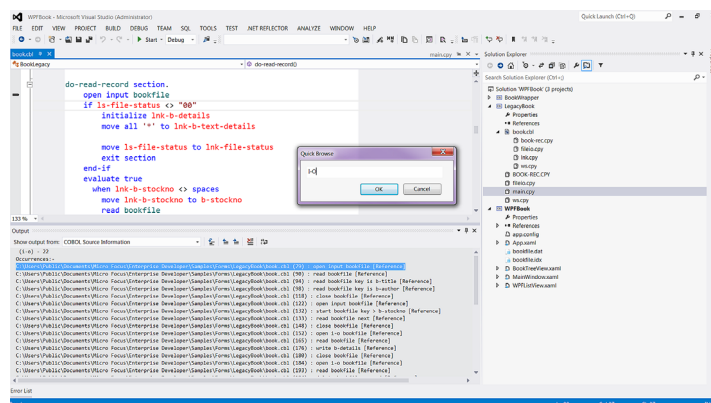 WPFBook - Microsoft Visual Studio (Administrator)
Quick Launch (Ctrl+Q)
FILE EDIT VIEW PROJECT BUILD DEBUG TEAM SQL TOOLS TEST .NET REFLECTOR ANALYZE WINDOW HELP
Start - Debug
book.cbl
main.cpy
BookLegacy
do-read-record()
do-read-record section.
open input bookfile
if ls-file-status <> "00"
initialize lnk-b-details
move all '*' to lnk-b-text-details
move ls-file-status to lnk-file-status
exit section
end-if
evaluate true
when lnk-b-stockno <> spaces
move lnk-b-stockno to b-stockno
read bookfile
133 %
Quick Browse
I-O
OK Cancel
Solution Explorer
Search Solution Explorer (Ctrl+;)
Solution 'WPFBook' (3 projects)
BookWrapper
LegacyBook
Properties
References
book.cbl
book-rec.cpy
fileio.cpy
lnk.cpy
ws.cpy
BOOK-REC.CPY
fileio.cpy
main.cpy
ws.cpy
WPFBook
Properties
References
app.config
App.xaml
bookfile.dat
bookfile.idx
BookTreeView.xaml
MainWindow.xaml
WPFListView.xaml
Output
Show output from: COBOL Source Information
(i-o) - 22
Occurrences:-
C:\Users\Public\Documents\Micro Focus\Enterprise Developer\Samples\Forms\LegacyBook\book.cbl (79) : open input bookfile [Reference]
C:\Users\Public\Documents\Micro Focus\Enterprise Developer\Samples\Forms\LegacyBook\book.cbl (90) : read bookfile [Reference]
C:\Users\Public\Documents\Micro Focus\Enterprise Developer\Samples\Forms\LegacyBook\book.cbl (94) : read bookfile key is b-title [Reference]
C:\Users\Public\Documents\Micro Focus\Enterprise Developer\Samples\Forms\LegacyBook\book.cbl (98) : read bookfile key is b-author [Reference]
C:\Users\Public\Documents\Micro Focus\Enterprise Developer\Samples\Forms\LegacyBook\book.cbl (110) : close bookfile [Reference]
C:\Users\Public\Documents\Micro Focus\Enterprise Developer\Samples\Forms\LegacyBook\book.cbl (122) : open input bookfile [Reference]
C:\Users\Public\Documents\Micro Focus\Enterprise Developer\Samples\Forms\LegacyBook\book.cbl (132) : start bookfile key > b-stockno [Reference]
C:\Users\Public\Documents\Micro Focus\Enterprise Developer\Samples\Forms\LegacyBook\book.cbl (133) : read bookfile next [Reference]
C:\Users\Public\Documents\Micro Focus\Enterprise Developer\Samples\Forms\LegacyBook\book.cbl (148) : close bookfile [Reference]
C:\Users\Public\Documents\Micro Focus\Enterprise Developer\Samples\Forms\LegacyBook\book.cbl (152) : open i-o bookfile [Reference]
C:\Users\Public\Documents\Micro Focus\Enterprise Developer\Samples\Forms\LegacyBook\book.cbl (165) : read bookfile [Reference]
C:\Users\Public\Documents\Micro Focus\Enterprise Developer\Samples\Forms\LegacyBook\book.cbl (176) : write b-details [Reference]
C:\Users\Public\Documents\Micro Focus\Enterprise Developer\Samples\Forms\LegacyBook\book.cbl (180) : close bookfile [Reference]
C:\Users\Public\Documents\Micro Focus\Enterprise Developer\Samples\Forms\LegacyBook\book.cbl (184) : open i-o bookfile [Reference]
C:\Users\Public\Documents\Micro Focus\Enterprise Developer\Samples\Forms\LegacyBook\book.cbl (193) : read bookfile [Reference]
Error List